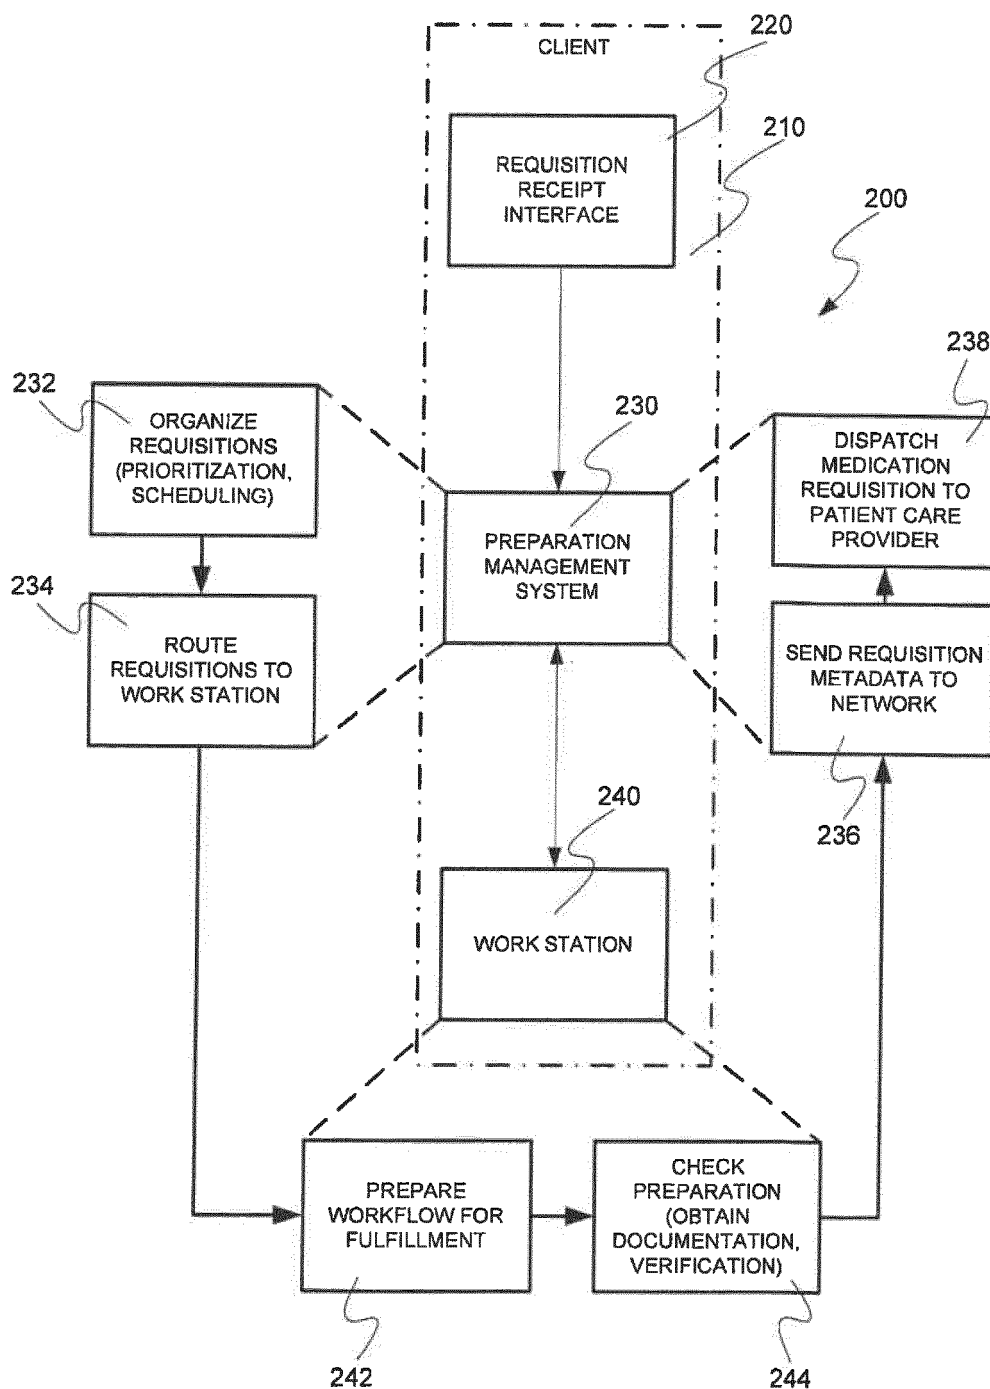 220
CLIENT
210
REQUISITION
RECEIPT
INTERFACE
200
232
ORGANIZE
REQUISITIONS
(PRIORITIZATION,
SCHEDULING)
230
238
DISPATCH
MEDICATION
REQUISITION TO
PATIENT CARE
PROVIDER
PREPARATION
MANAGEMENT
SYSTEM
234
ROUTE
REQUISITIONS TO
WORK STATION
SEND REQUISITION
METADATA TO
NETWORK
236
240
WORK STATION
PREPARE
WORKFLOW FOR
FULFILLMENT
CHECK
PREPARATION
(OBTAIN
DOCUMENTATION,
VERIFICATION)
242
244